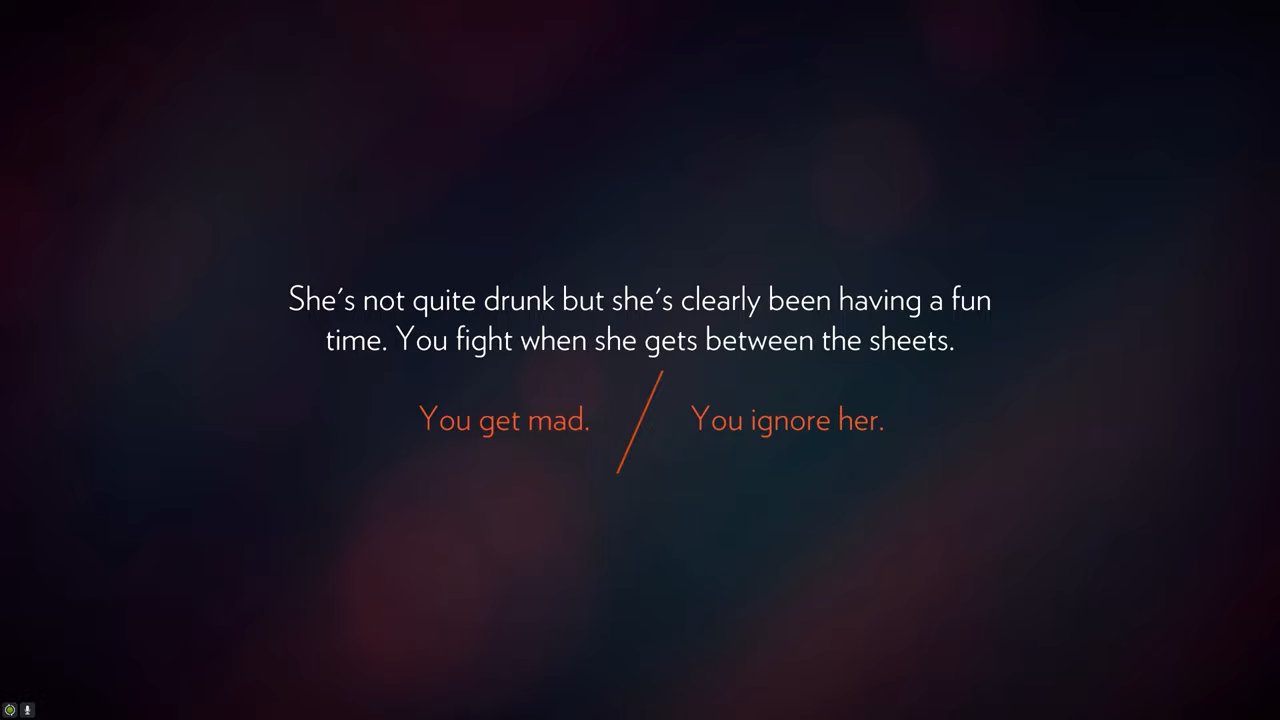 She's not quite drunk but she's clearly been having a fun
time. You fight when she gets between the sheets.
You get mad.
You ignore her.